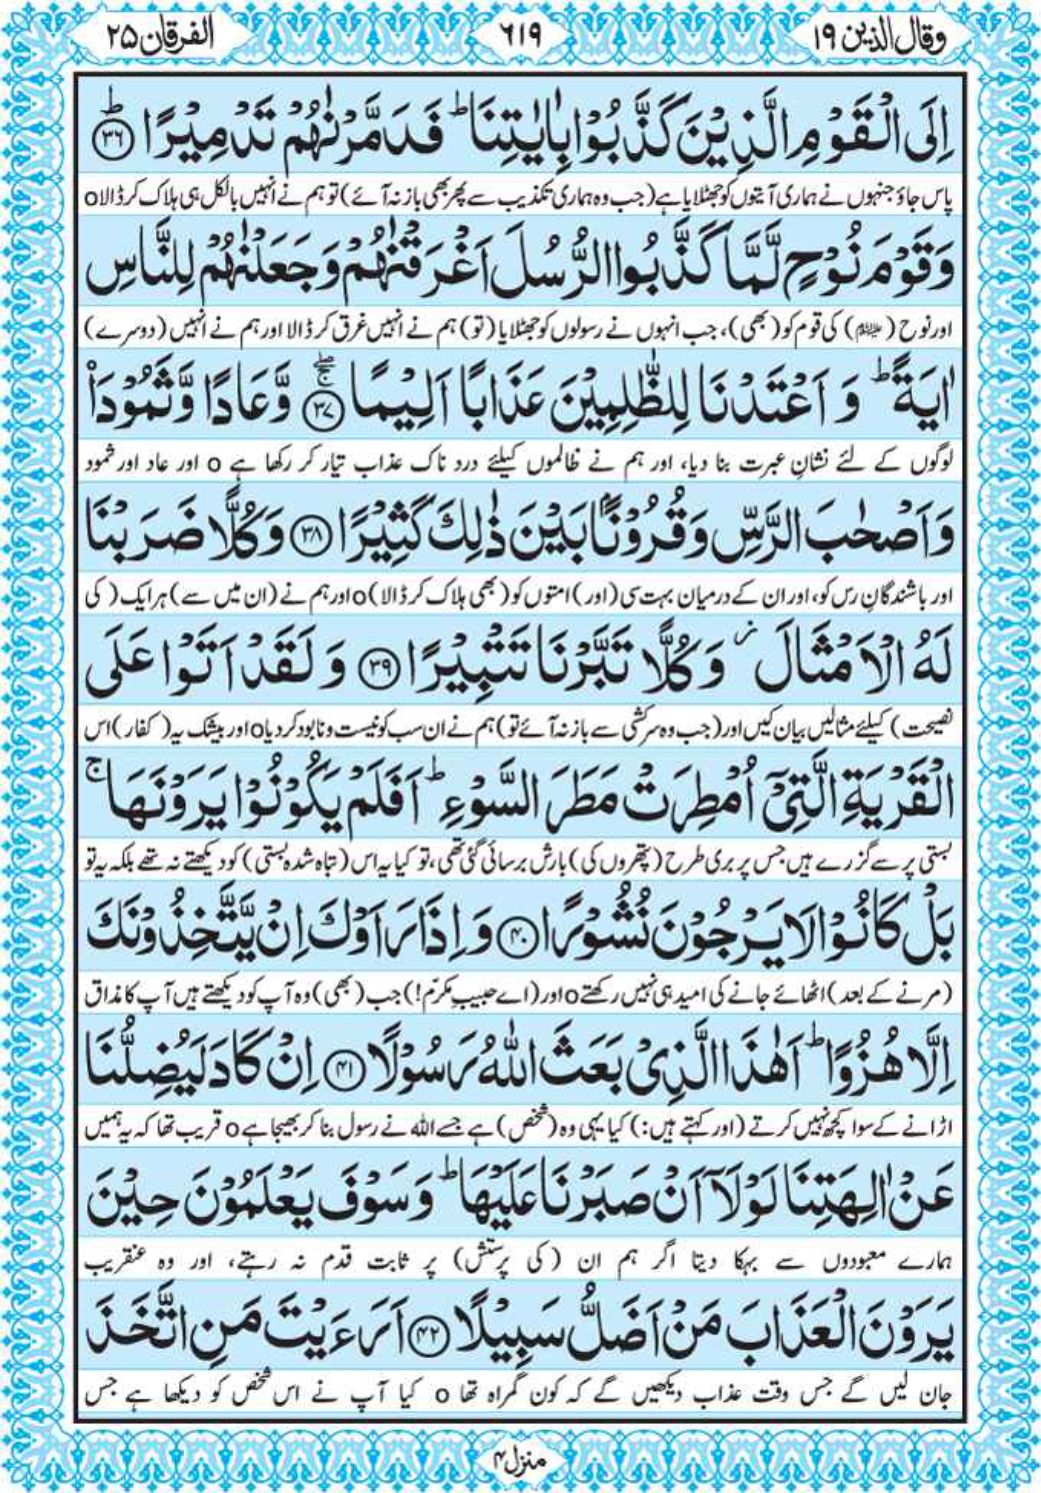 وقال الذین ۱۹
۶۱۹
الفرقان ۲۵
اِلَى الْقَوْمِ الَّذِیْنَ كَذَّبُوْا بِاٰیٰتِنَا ؕ فَدَمَّرْنٰهُمْ تَدْمِیْرًا ﴿۳۶﴾ؕ
پاس جاؤ جنہوں نے ہماری آیتوں کو جھٹلایا ہے (جب وہ ہماری تکذیب سے پھر بھی باز نہ آئے) تو ہم نے انہیں بالکل ہی ہلاک کر ڈالا o
وَقَوْمَ نُوْحٍ لَّمَّا كَذَّبُوا الرُّسُلَ اَغْرَقْنٰهُمْ وَجَعَلْنٰهُمْ لِلنَّاسِ
اور نوح (علیہ السلام) کی قوم کو (بھی)، جب انہوں نے رسولوں کو جھٹلایا (تو) ہم نے انہیں غرق کر ڈالا اور ہم نے انہیں (دوسرے)
اٰیَةً ؕ وَ اَعْتَدْنَا لِلظّٰلِمِیْنَ عَذَابًا اَلِیْمًا ﴿۳۷﴾ۚۖ وَّعَادًا وَّثَمُوْدَا۠
لوگوں کے لئے نشانِ عبرت بنا دیا، اور ہم نے ظالموں کیلئے درد ناک عذاب تیار کر رکھا ہے o اور عاد اور ثمود
وَاَصْحٰبَ الرَّسِّ وَقُرُوْنًۢا بَیْنَ ذٰلِكَ كَثِیْرًا ﴿۳۸﴾ وَكُلًّا ضَرَبْنَا
اور باشندگانِ رس کو، اور ان کے درمیان بہت سی (اور) امتوں کو (بھی ہلاک کر ڈالا) o اور ہم نے (ان میں سے) ہر ایک (کی
لَهُ الْاَمْثَالَ ؗ وَكُلًّا تَبَّرْنَا تَتْبِیْرًا ﴿۳۹﴾ وَ لَقَدْ اَتَوْا عَلَى
نصیحت) کیلئے مثالیں بیان کیں اور (جب وہ سرکشی سے باز نہ آئے تو) ہم نے ان سب کو نیست و نابود کر دیا o اور بیشک یہ (کفار) اس
الْقَرْیَةِ الَّتِیْۤ اُمْطِرَتْ مَطَرَ السَّوْءِ ؕ اَفَلَمْ یَكُوْنُوْا یَرَوْنَهَا ۚ
بستی پر سے گزرے ہیں جس پر بری طرح (پتھروں کی) بارش برسائی گئی تھی، تو کیا یہ اس (تباہ شدہ بستی) کو دیکھتے نہ تھے بلکہ یہ تو
بَلْ كَانُوْا لَا یَرْجُوْنَ نُشُوْرًا ﴿۴۰﴾ وَ اِذَا رَاَوْكَ اِنْ یَّتَّخِذُوْنَكَ
(مرنے کے بعد) اٹھائے جانے کی امید ہی نہیں رکھتے o اور (اے حبیبِ مکرّم!) جب (بھی) وہ آپ کو دیکھتے ہیں آپ کا مذاق
اِلَّا هُزُوًا ؕ اَهٰذَا الَّذِیْ بَعَثَ اللّٰهُ رَسُوْلًا ﴿۴۱﴾ اِنْ كَادَ لَیُضِلُّنَا
اڑانے کے سوا کچھ نہیں کرتے (اور کہتے ہیں:) کیا یہی وہ (شخص) ہے جسے اللہ نے رسول بنا کر بھیجا ہے o قریب تھا کہ یہ ہمیں
عَنْ اٰلِهَتِنَا لَوْلَاۤ اَنْ صَبَرْنَا عَلَیْهَا ؕ وَسَوْفَ یَعْلَمُوْنَ حِیْنَ
ہمارے معبودوں سے بہکا دیتا اگر ہم ان (کی پرستش) پر ثابت قدم نہ رہتے، اور وہ عنقریب
یَرَوْنَ الْعَذَابَ مَنْ اَضَلُّ سَبِیْلًا ﴿۴۲﴾ اَرَءَیْتَ مَنِ اتَّخَذَ
جان لیں گے جس وقت عذاب دیکھیں گے کہ کون گمراہ تھا o کیا آپ نے اس شخص کو دیکھا ہے جس
منزل ۴